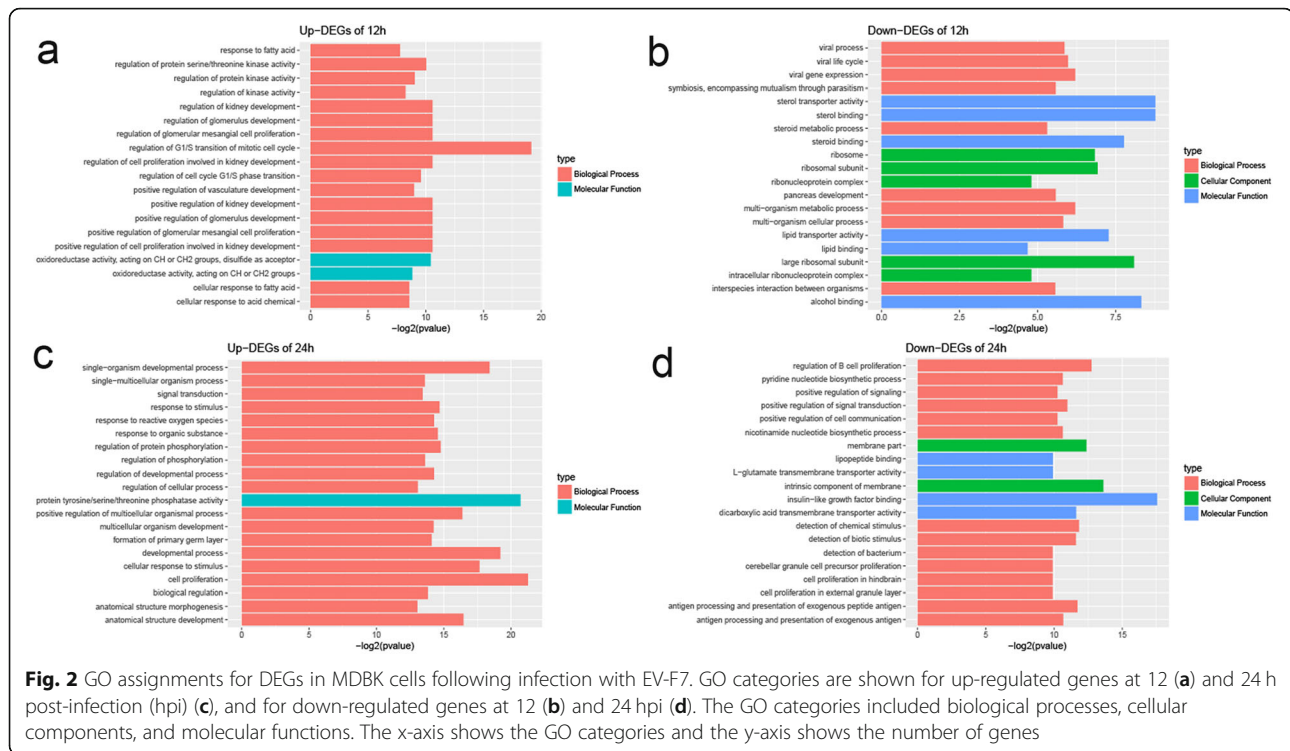 a
Up-DEGs of 12h
response to fatty acid
regulation of protein serine/threonine kinase activity
regulation of protein kinase activity
regulation of kinase activity
regulation of kidney development
regulation of glomerulus development
regulation of glomerular mesangial cell proliferation
regulation of G1/S transition of mitotic cell cycle
regulation of cell proliferation involved in kidney development
regulation of cell cycle G1/S phase transition
positive regulation of vasculature development
positive regulation of kidney development
positive regulation of glomerulus development
positive regulation of glomerular mesangial cell proliferation
positive regulation of cell proliferation involved in kidney development
oxidoreductase activity, acting on CH or CH2 groups, disulfide as acceptor
oxidoreductase activity, acting on CH or CH2 groups
cellular response to fatty acid
cellular response to acid chemical
0 5 10 15 20
-log2(pvalue)
type
Biological Process
Molecular Function
b
Down-DEGs of 12h
viral process
viral life cycle
viral gene expression
symbiosis, encompassing mutualism through parasitism
sterol transporter activity
sterol binding
steroid metabolic process
steroid binding
ribosome
ribosomal subunit
ribonucleoprotein complex
pancreas development
multi-organism metabolic process
multi-organism cellular process
lipid transporter activity
lipid binding
large ribosomal subunit
intracellular ribonucleoprotein complex
interspecies interaction between organisms
alcohol binding
0.0 2.5 5.0 7.5
-log2(pvalue)
type
Biological Process
Cellular Component
Molecular Function
c
Up-DEGs of 24h
single-organism developmental process
single-multicellular organism process
signal transduction
response to stimulus
response to reactive oxygen species
response to organic substance
regulation of protein phosphorylation
regulation of phosphorylation
regulation of developmental process
regulation of cellular process
protein tyrosine/serine/threonine phosphatase activity
positive regulation of multicellular organismal process
multicellular organism development
formation of primary germ layer
developmental process
cellular response to stimulus
cell proliferation
biological regulation
anatomical structure morphogenesis
anatomical structure development
0 5 10 15 20
-log2(pvalue)
type
Biological Process
Molecular Function
d
Down-DEGs of 24h
regulation of B cell proliferation
pyridine nucleotide biosynthetic process
positive regulation of signaling
positive regulation of signal transduction
positive regulation of cell communication
nicotinamide nucleotide biosynthetic process
membrane part
lipopeptide binding
L-glutamate transmembrane transporter activity
intrinsic component of membrane
insulin-like growth factor binding
dicarboxylic acid transmembrane transporter activity
detection of chemical stimulus
detection of biotic stimulus
detection of bacterium
cerebellar granule cell precursor proliferation
cell proliferation in hindbrain
cell proliferation in external granule layer
antigen processing and presentation of exogenous peptide antigen
antigen processing and presentation of exogenous antigen
0 5 10 15
-log2(pvalue)
type
Biological Process
Cellular Component
Molecular Function
Fig. 2 GO assignments for DEGs in MDBK cells following infection with EV-F7. GO categories are shown for up-regulated genes at 12 (a) and 24 h
post-infection (hpi) (c), and for down-regulated genes at 12 (b) and 24 hpi (d). The GO categories included biological processes, cellular
components, and molecular functions. The x-axis shows the GO categories and the y-axis shows the number of genes